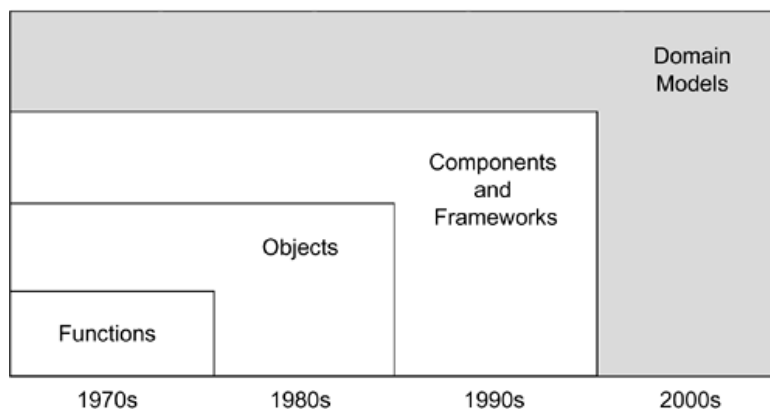 Domain
Models
Components
and
Frameworks
Objects
Functions
1970s
1980s
1990s
2000s